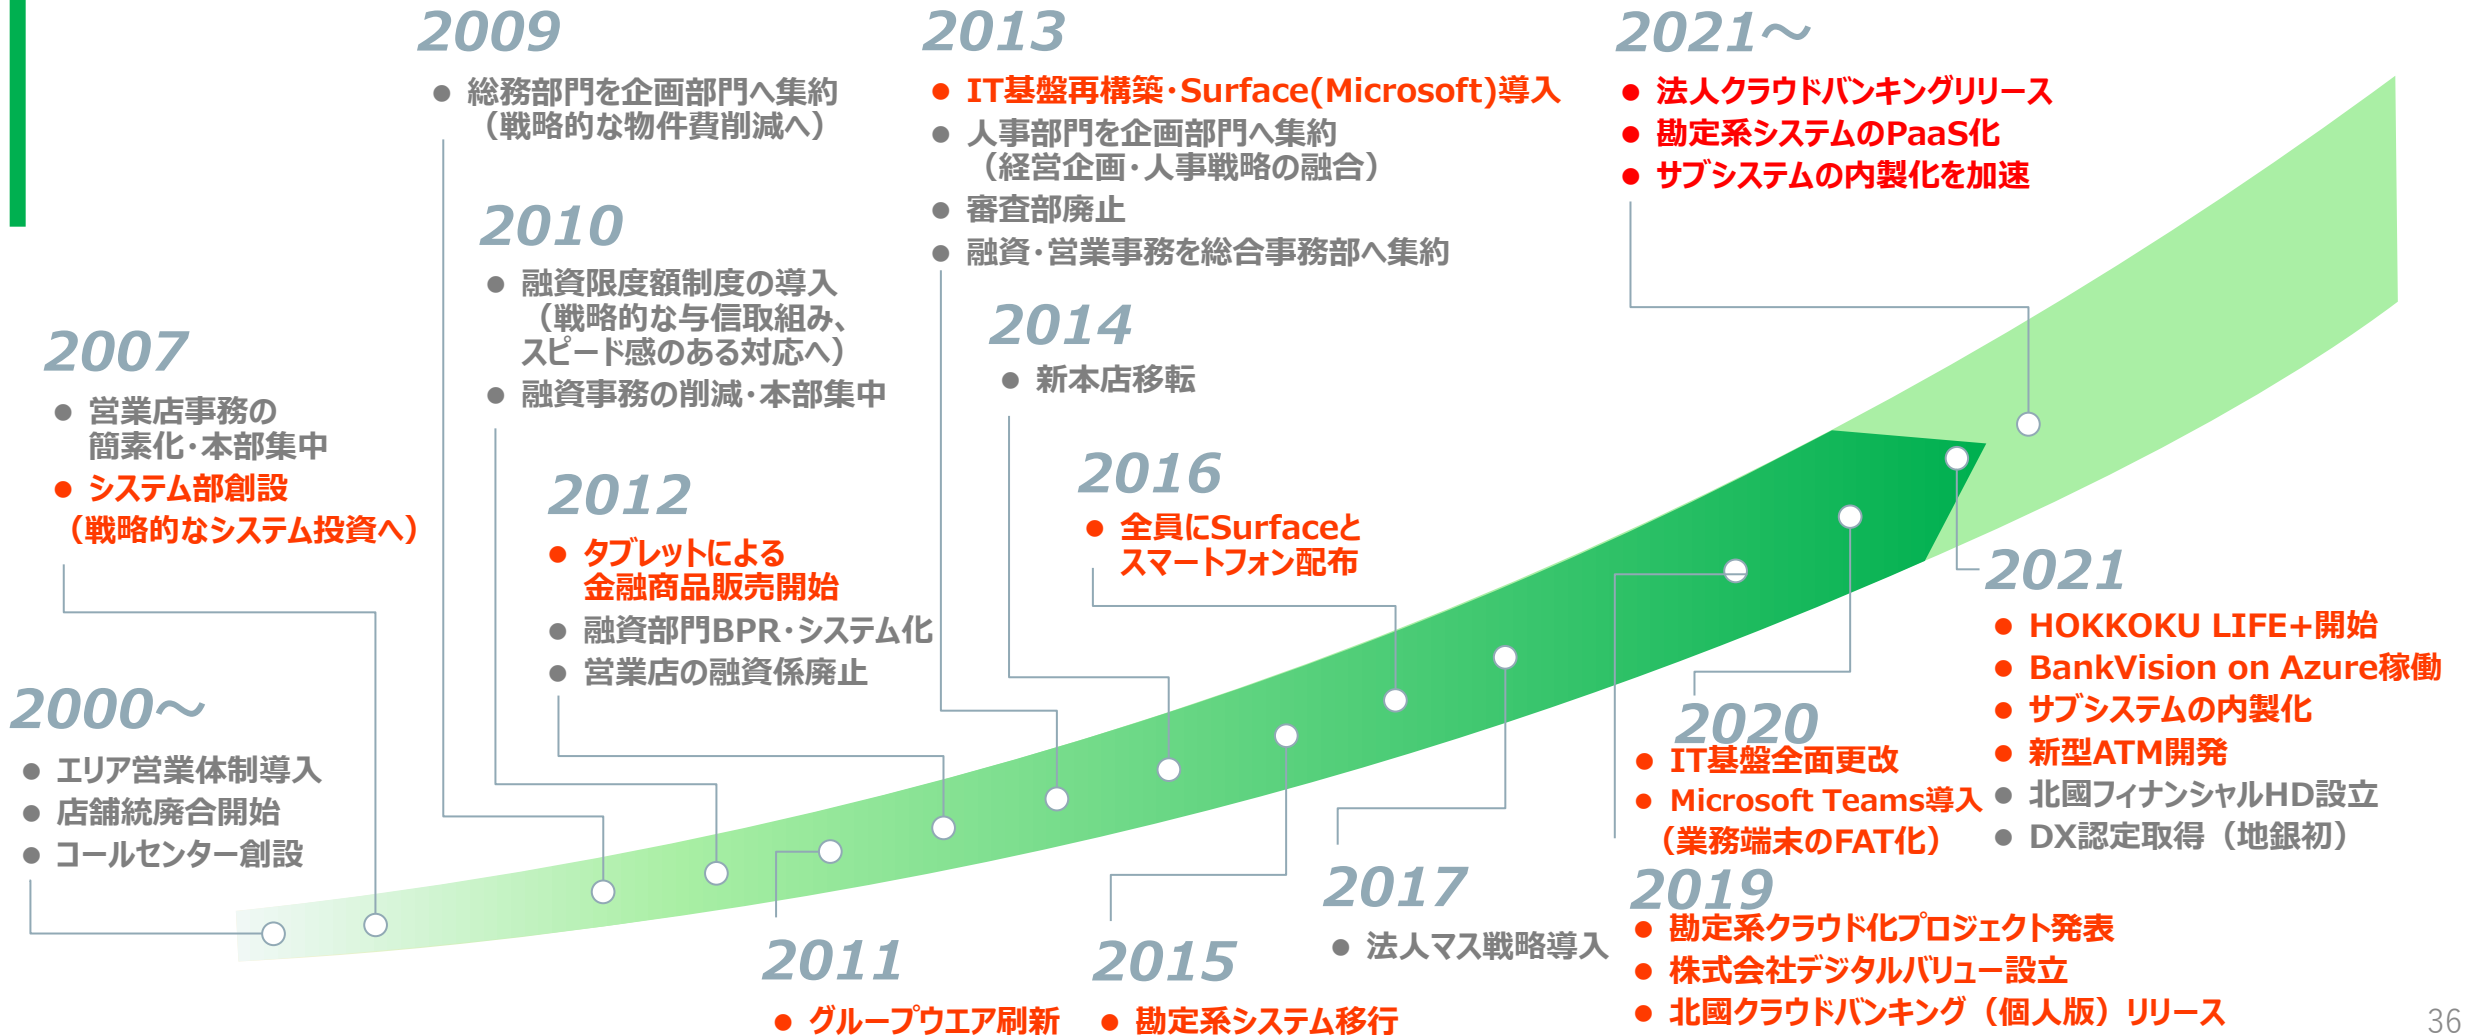 2000～
● エリア営業体制導入
● 店舗統廃合開始
● コールセンター創設
2007
● 営業店事務の
簡素化・本部集中
● システム部創設
（戦略的なシステム投資へ）
2009
● 総務部門を企画部門へ集約
（戦略的な物件費削減へ）
2010
● 融資限度額制度の導入
（戦略的な与信取組み、
スピード感のある対応へ）
● 融資事務の削減・本部集中
2011
● グループウエア刷新
2012
● タブレットによる
金融商品販売開始
● 融資部門BPR・システム化
● 営業店の融資係廃止
2013
● IT基盤再構築・Surface(Microsoft)導入
● 人事部門を企画部門へ集約
（経営企画・人事戦略の融合）
● 審査部廃止
● 融資・営業事務を総合事務部へ集約
2014
● 新本店移転
2015
● 勘定系システム移行
2016
● 全員にSurfaceと
スマートフォン配布
2017
● 法人マス戦略導入
2019
● 勘定系クラウド化プロジェクト発表
● 株式会社デジタルバリュー設立
● 北國クラウドバンキング（個人版）リリース
2020
● IT基盤全面更改
● Microsoft Teams導入
（業務端末のFAT化）
2021
● HOKKOKU LIFE+開始
● BankVision on Azure稼働
● サブシステムの内製化
● 新型ATM開発
● 北國フィナンシャルHD設立
● DX認定取得（地銀初）
2021～
● 法人クラウドバンキングリリース
● 勘定系システムのPaaS化
● サブシステムの内製化を加速
36